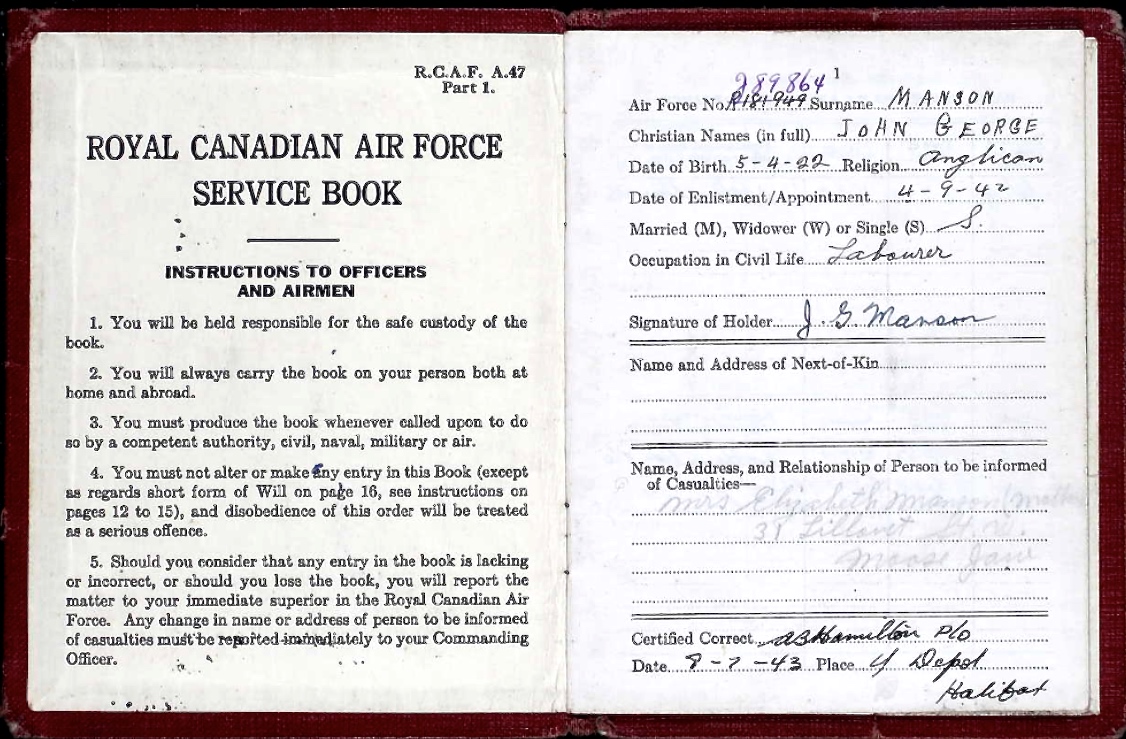 R.C.A.F. A.47
Part 1.
ROYAL CANADIAN AIR FORCE
SERVICE BOOK
INSTRUCTIONS TO OFFICERS
AND AIRMEN
1. You will be held responsible for the safe custody of the
book.
2. You will always carry the book on your person both at
home and abroad.
3. You must produce the book whenever called upon to do
so by a competent authority, civil, naval, military or air.
4. You must not alter or make any entry in this Book (except
as regards short form of Will on page 16, see instructions on
pages 12 to 15), and disobedience of this order will be treated
as a serious offence.
5. Should you consider that any entry in the book is lacking
or incorrect, or should you lose the book, you will report the
matter to your immediate superior in the Royal Canadian Air
Force. Any change in name or address of person to be informed
of casualties must be reported immediately to your Commanding
Officer.
1
289864
Air Force No. R181949 Surname MANSON
Christian Names (in full) JOHN GEORGE
Date of Birth 5-4-22 Religion Anglican
Date of Enlistment/Appointment 4-9-42
Married (M), Widower (W) or Single (S) S.
Occupation in Civil Life Labourer
Signature of Holder J. G Manson
Name and Address of Next-of-Kin
Name, Address, and Relationship of Person to be informed
of Casualties—
Mrs Elizabeth Manson (Mother
St. W.
Moose Jaw
Certified Correct Hamilton P/O
Date 8-7-43 Place Y Depot
Halifax